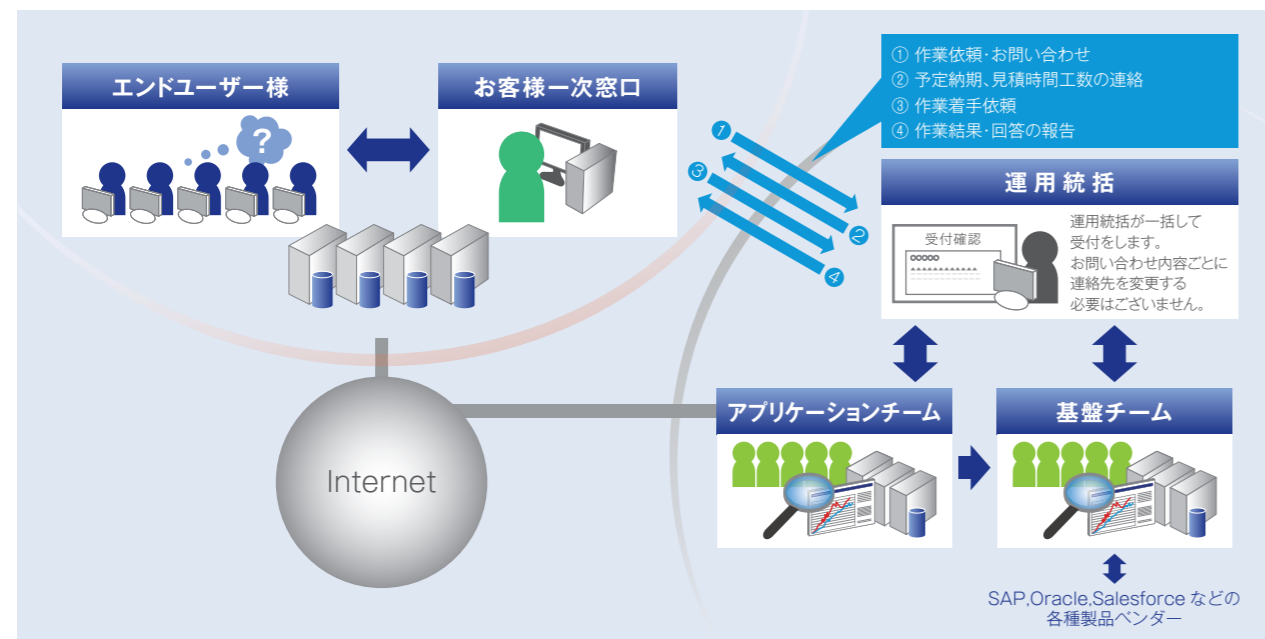 エンドユーザー様
お客様一次窓口
?
① 作業依頼・お問い合わせ
② 予定納期、見積時間工数の連絡
③ 作業着手依頼
④ 作業結果・回答の報告
①
③
②
④
運用統括
受付確認
運用統括が一括して
受付をします。
お問い合わせ内容ごとに
連絡先を変更する
必要はございません。
Internet
アプリケーションチーム
基盤チーム
SAP,Oracle,Salesforce などの
各種製品ベンダー